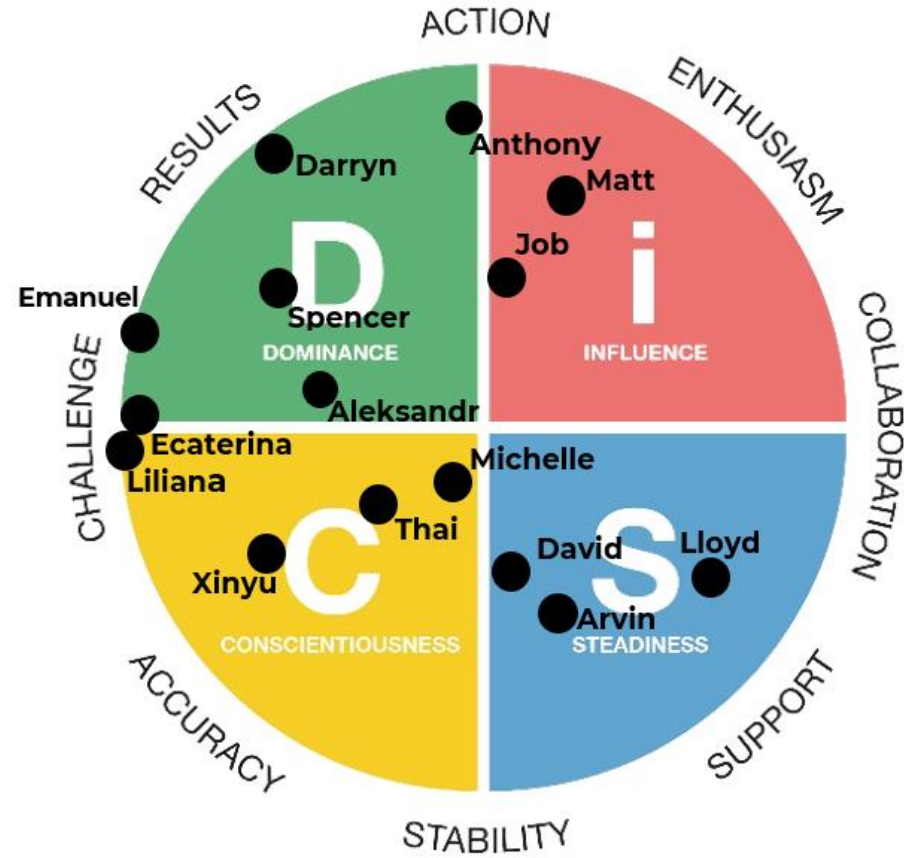 ACTION
RESULTS
ENTHUSIASM
Anthony
Darryn
Matt
Job
D
i
Emanuel
Spencer
DOMINANCE
INFLUENCE
CHALLENGE
COLLABORATION
Aleksandr
Ecaterina
Michelle
Liliana
Thai
David
Lloyd
C
S
Xinyu
Arvin
CONSCIENTIOUSNESS
STEADINESS
ACCURACY
SUPPORT
STABILITY